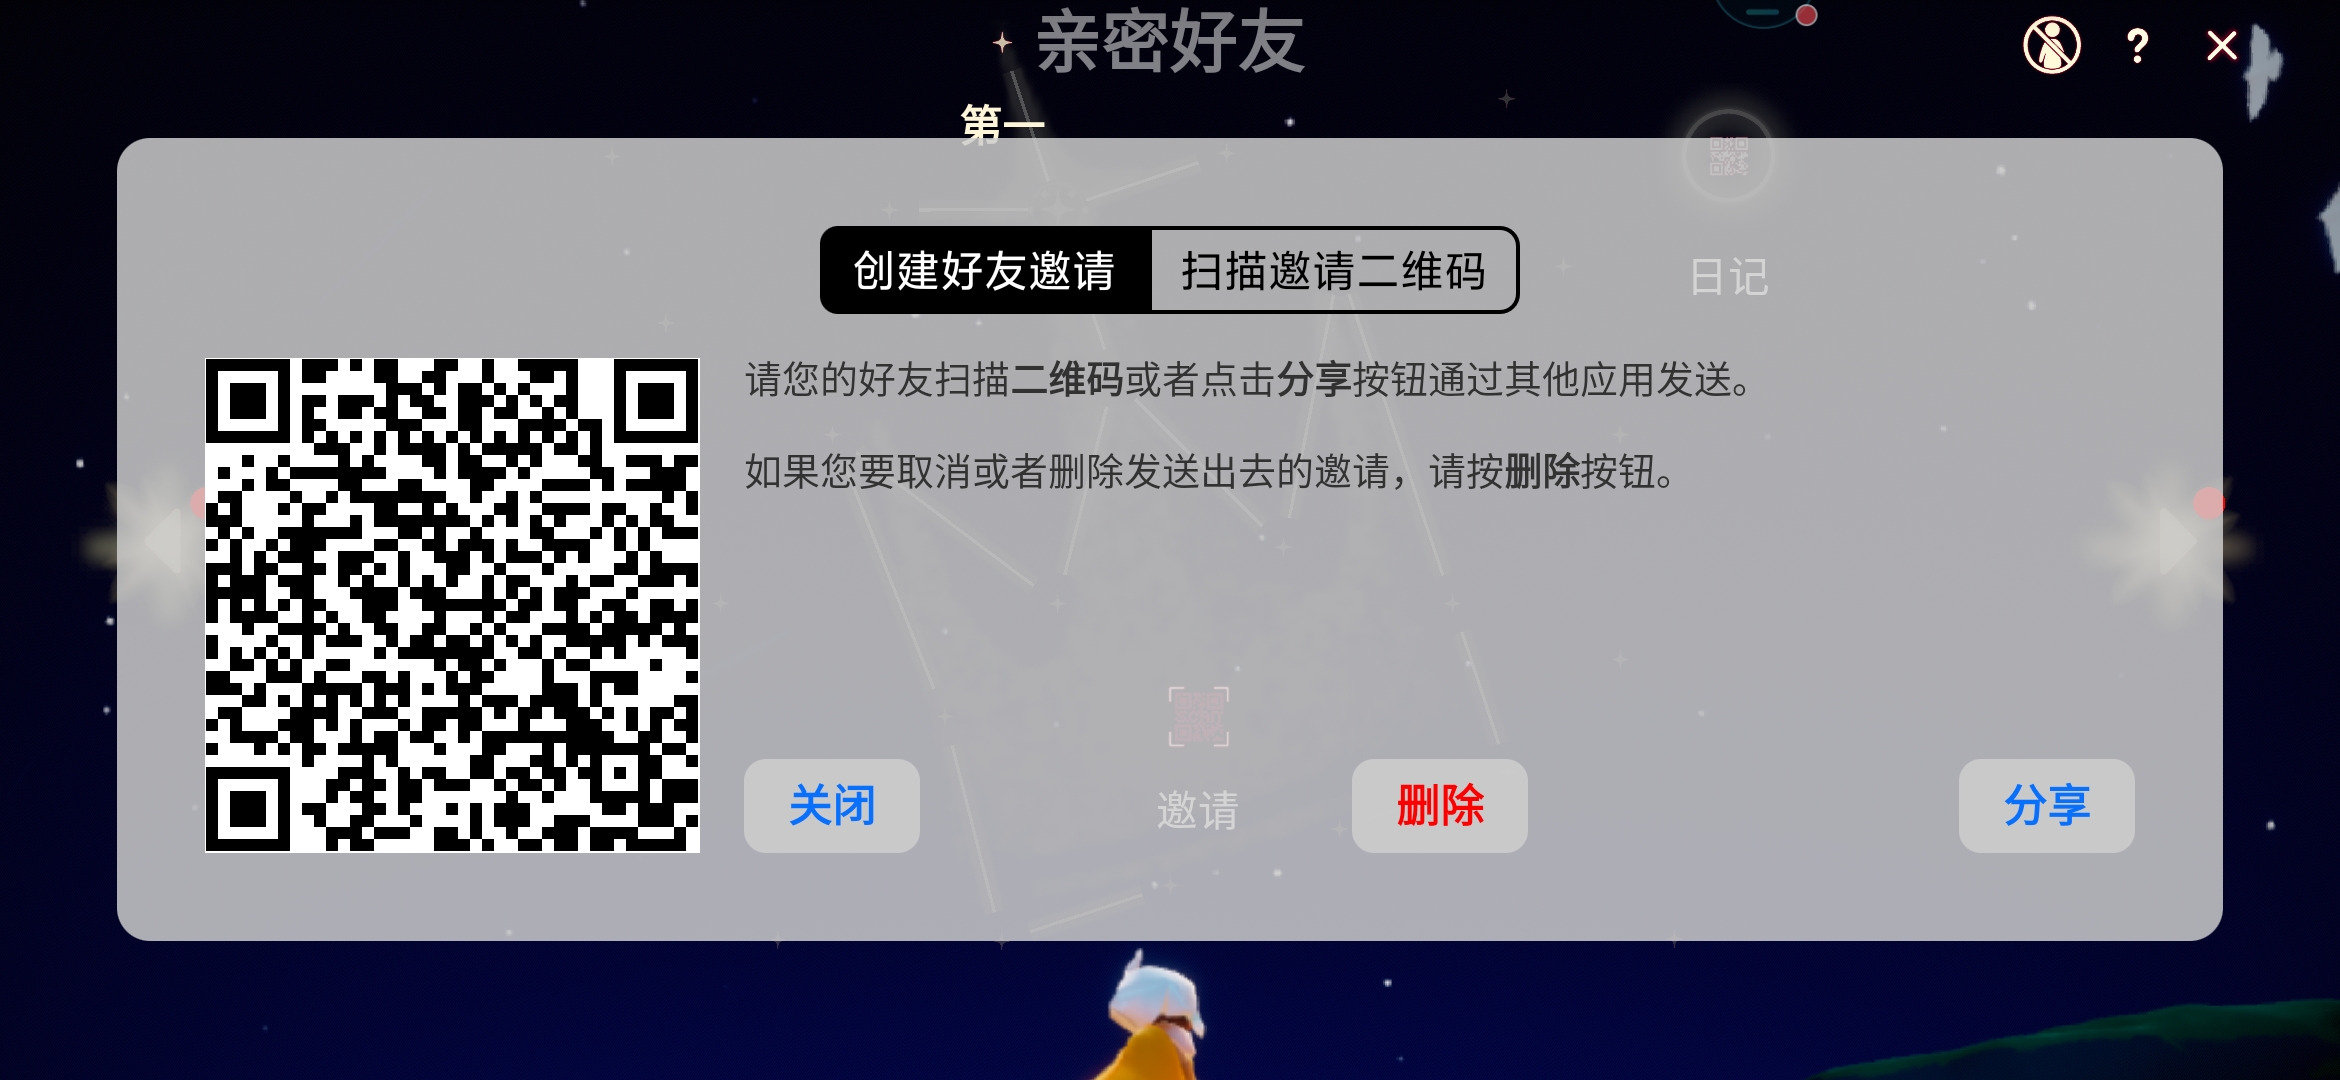 亲密好友
?
第一
创建好友邀请 扫描邀请二维码
日记
请您的好友扫描二维码或者点击分享按钮通过其他应用发送。
如果您要取消或者删除发送出去的邀请，请按删除按钮。
关闭 邀请 删除 分享